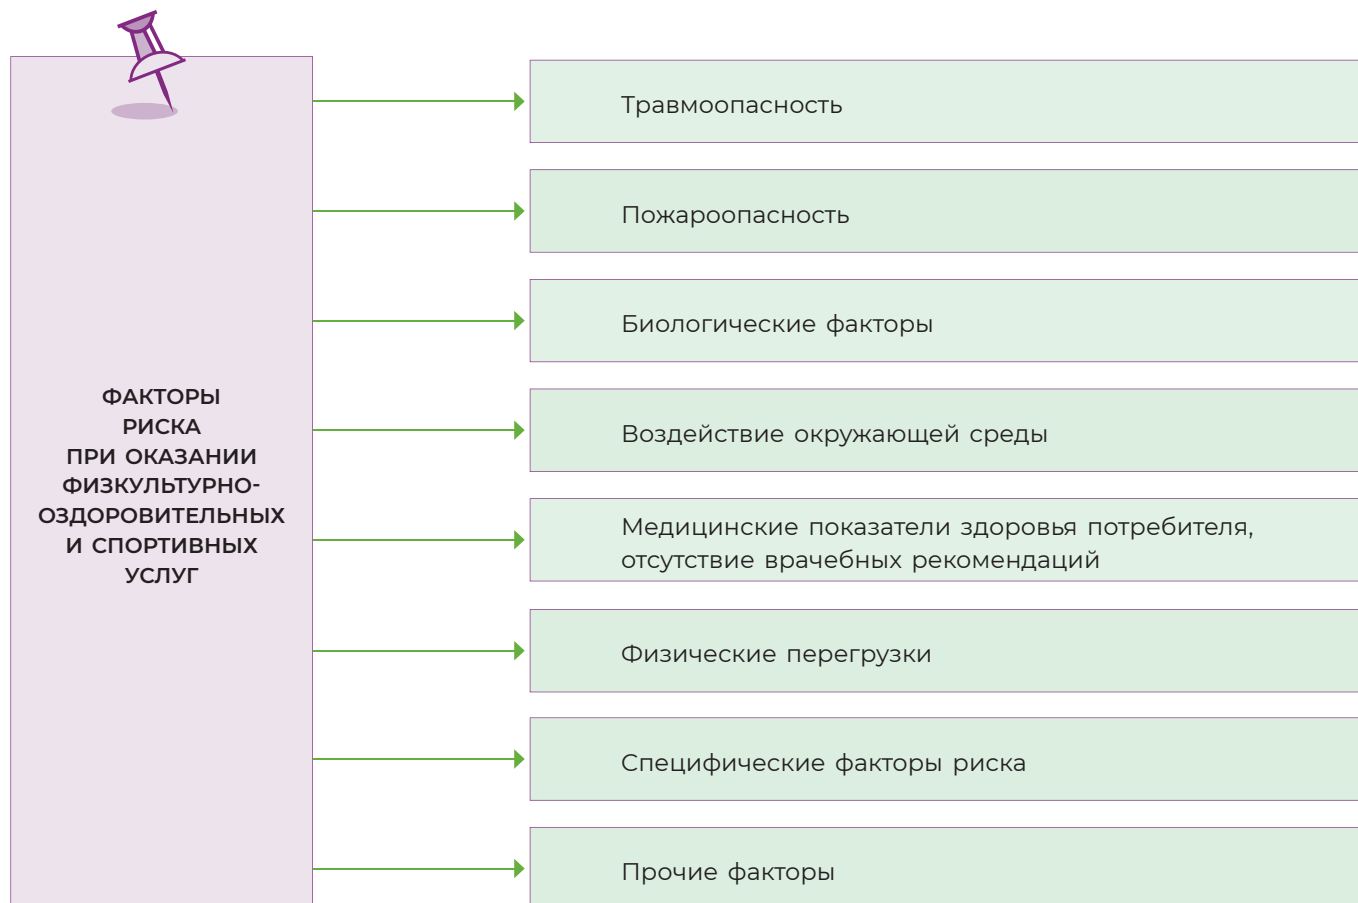 ФАКТОРЫ
РИСКА
ПРИ ОКАЗАНИИ
ФИЗКУЛЬТУРНО-
ОЗДОРОВИТЕЛЬНЫХ
И СПОРТИВНЫХ
УСЛУГ
Травмоопасность
Пожароопасность
Биологические факторы
Воздействие окружающей среды
Медицинские показатели здоровья потребителя,
отсутствие врачебных рекомендаций
Физические перегрузки
Специфические факторы риска
Прочие факторы